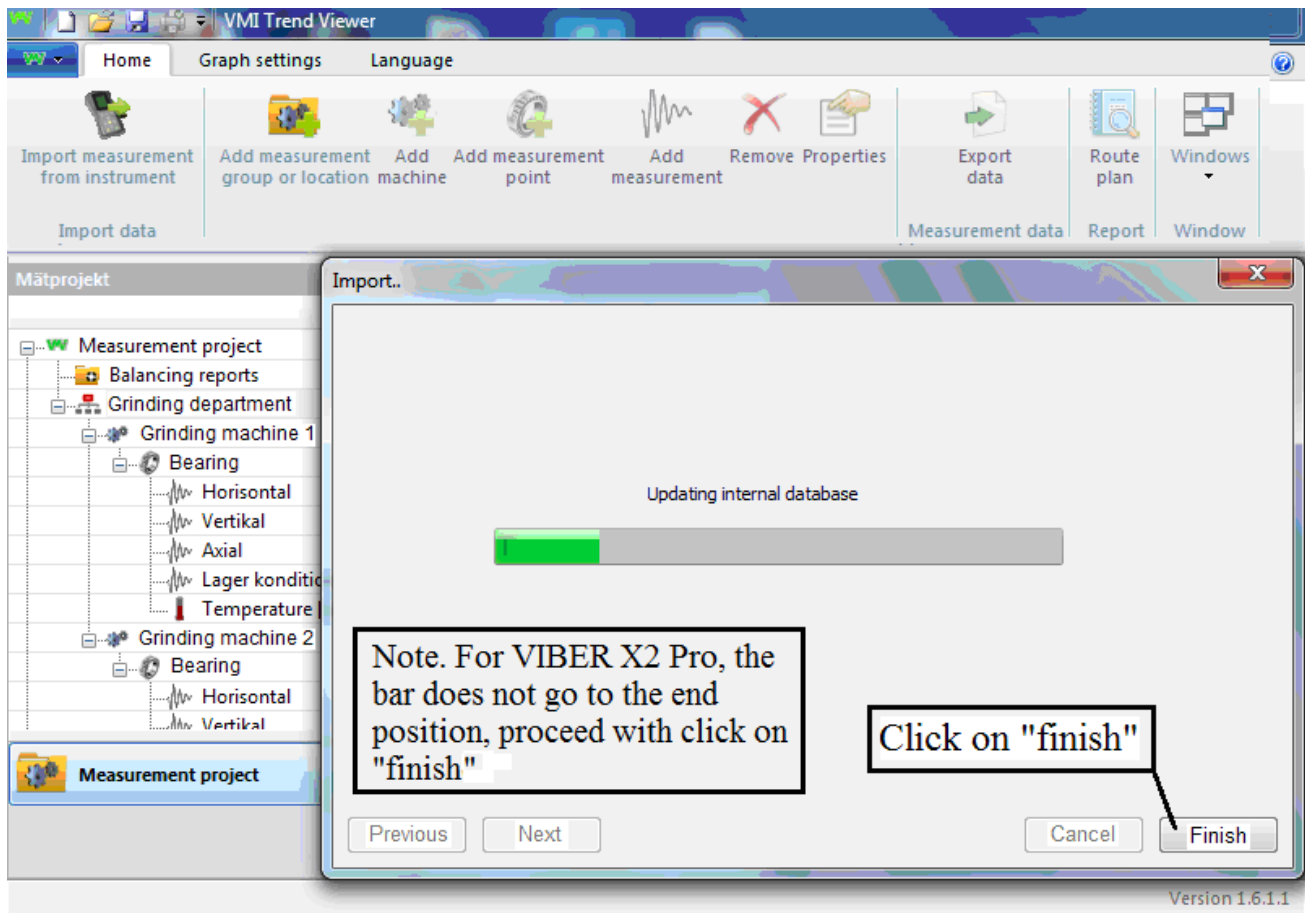 VMI Trend Viewer
Home Graph settings Language
Import measurement from instrument
Add measurement group or location
Add machine
Add measurement point
Add measurement
Remove
Properties
Export data
Route plan
Windows
Import data
Measurement data
Report
Window
Mätprojekt
Measurement project
Balancing reports
Grinding department
Grinding machine 1
Bearing
Horisontal
Vertikal
Axial
Lager konditio
Temperature
Grinding machine 2
Bearing
Horisontal
Vertikal
Measurement project
Import..
Updating internal database
Note. For VIBER X2 Pro, the
bar does not go to the end
position, proceed with click on
"finish"
Click on "finish"
Previous Next Cancel Finish
Version 1.6.1.1